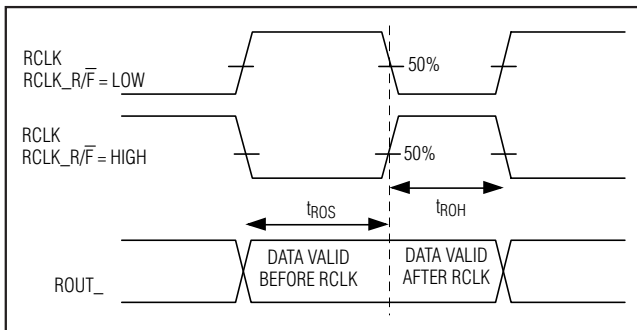 RCLK
RCLK_R/F̅ = LOW
50%
RCLK
RCLK_R/F̅ = HIGH
50%
tROS
tROH
DATA VALID
BEFORE RCLK
DATA VALID
AFTER RCLK
ROUT_